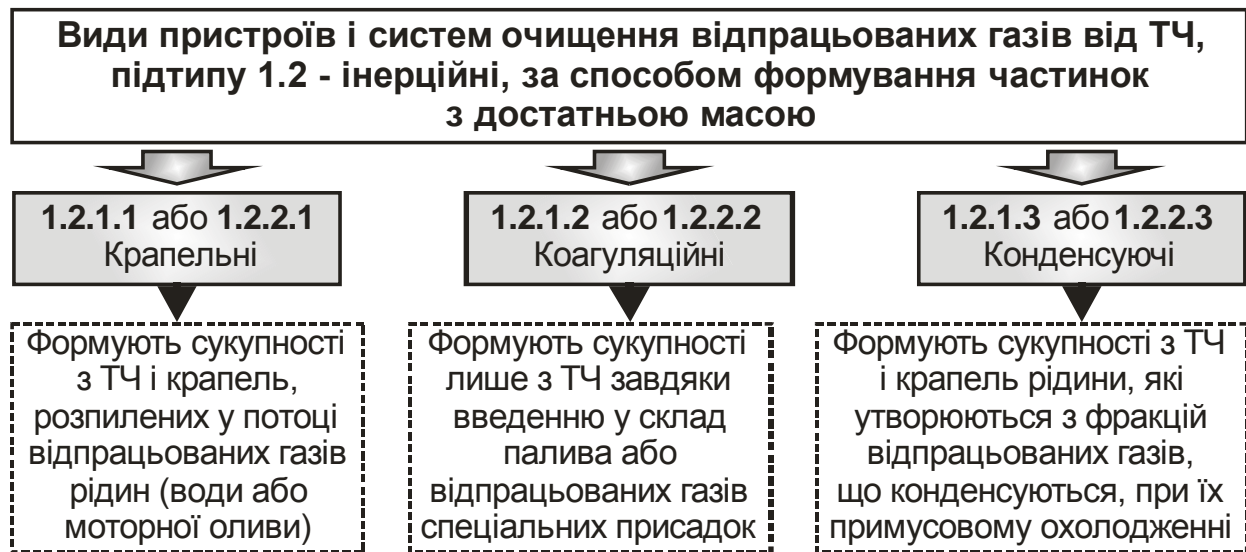 Види пристроїв і систем очищення відпрацьованих газів від ТЧ,
підтипу 1.2 - інерційні, за способом формування частинок
з достатньою масою
1.2.1.1 або 1.2.2.1
Крапельні
Формують сукупності
з ТЧ і крапель,
розпилених у потоці
відпрацьованих газів
рідин (води або
моторної оливи)
1.2.1.2 або 1.2.2.2
Коагуляційні
Формують сукупності
лише з ТЧ завдяки
введенню у склад
палива або
відпрацьованих газів
спеціальних присадок
1.2.1.3 або 1.2.2.3
Конденсуючі
Формують сукупності з ТЧ
і крапель рідини, які
утворюються з фракцій
відпрацьованих газів,
що конденсуються, при їх
примусовому охолодженні